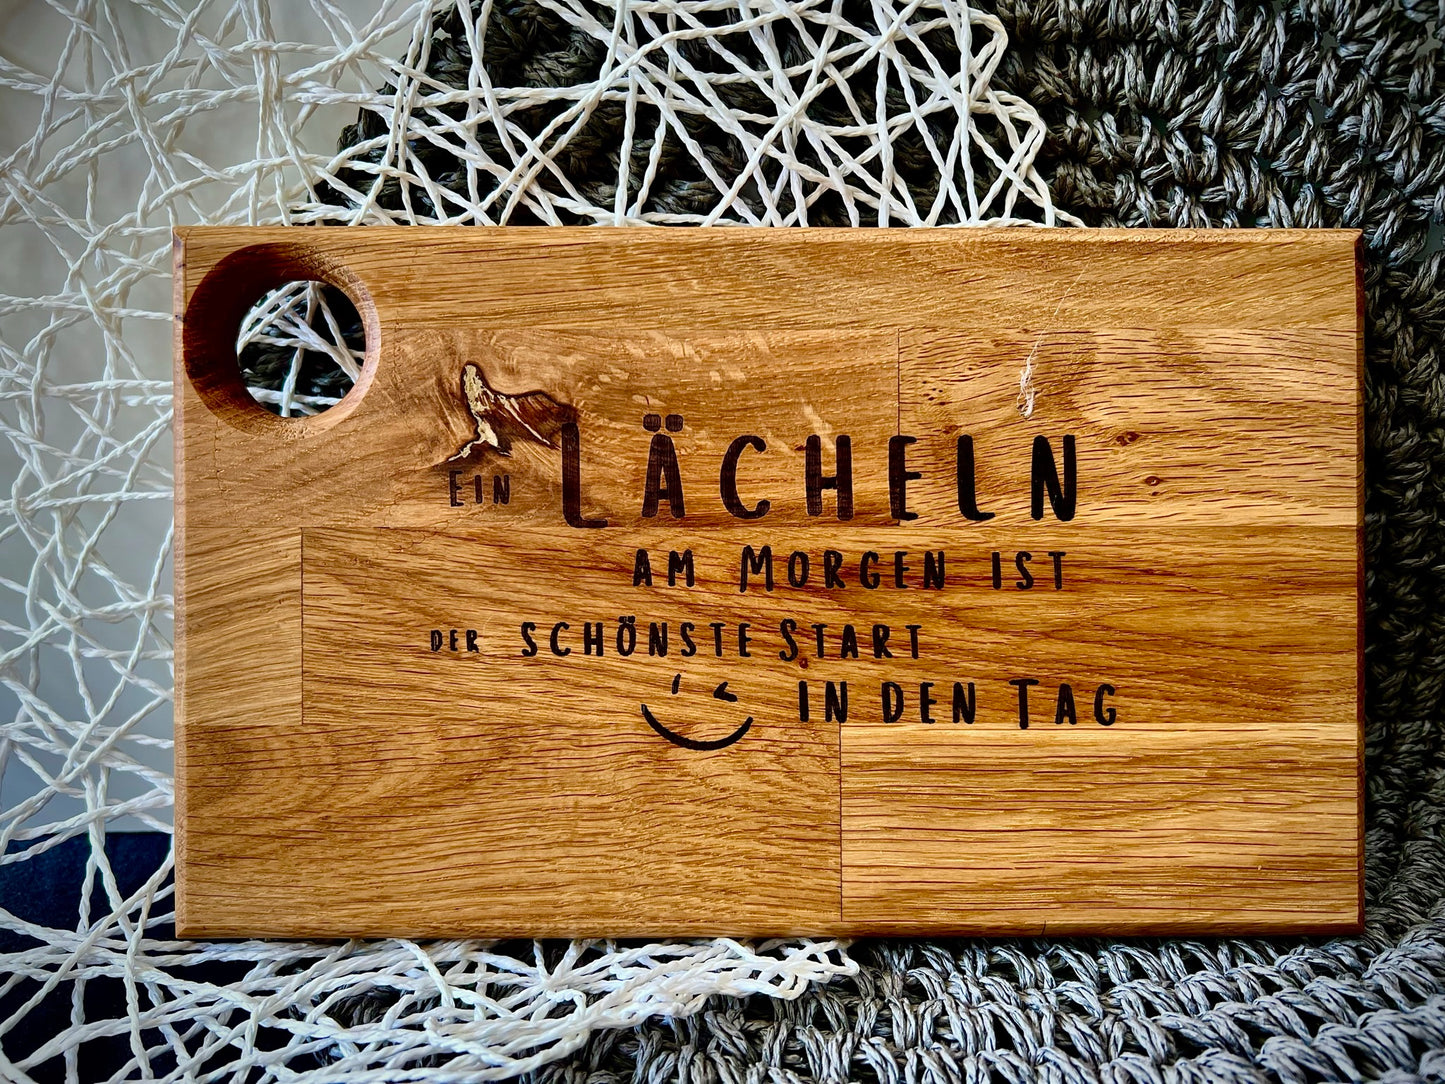 Ein LÄCHELN
AM MORGEN IST
DER SCHÖNSTE START
IN DEN TAG